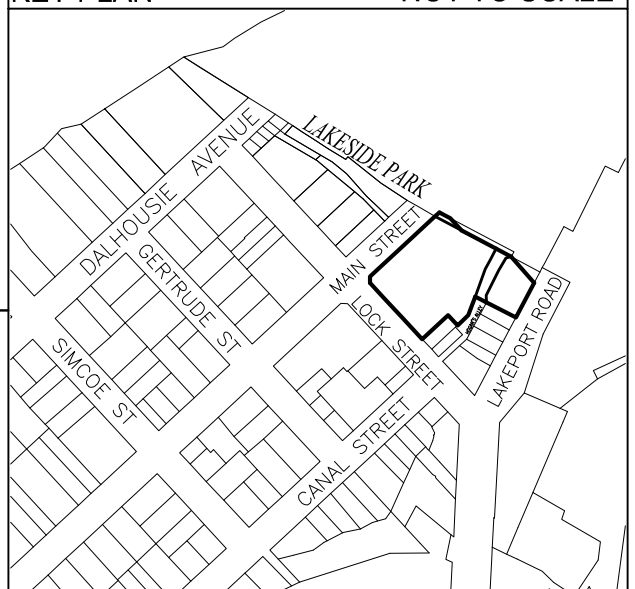 KEY PLAN
NOT TO SCALE
LAKESIDE PARK
DALHOUSIE AVENUE
MAIN STREET
GERTRUDE ST
LOCK STREET
LAKEPORT ROAD
SIMCOE ST
CANAL STREET